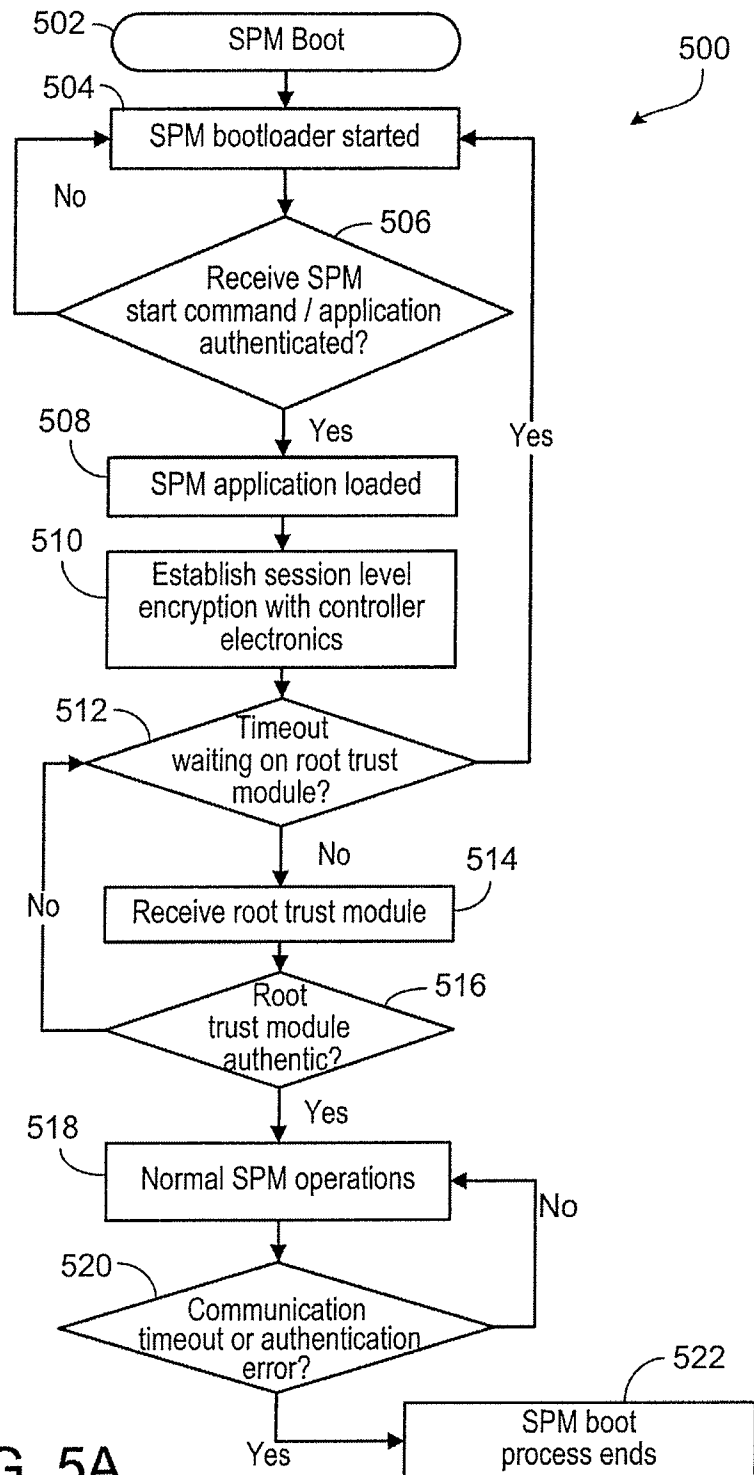 502
SPM Boot
500
504
SPM bootloader started
No
506
Receive SPM
start command / application
authenticated?
Yes
508
SPM application loaded
Yes
510
Establish session level
encryption with controller
electronics
512
Timeout
waiting on root trust
module?
No
514
Receive root trust module
No
516
Root
trust module
authentic?
Yes
518
Normal SPM operations
No
520
Communication
timeout or authentication
error?
522
Yes
SPM boot
process ends
G. 5A